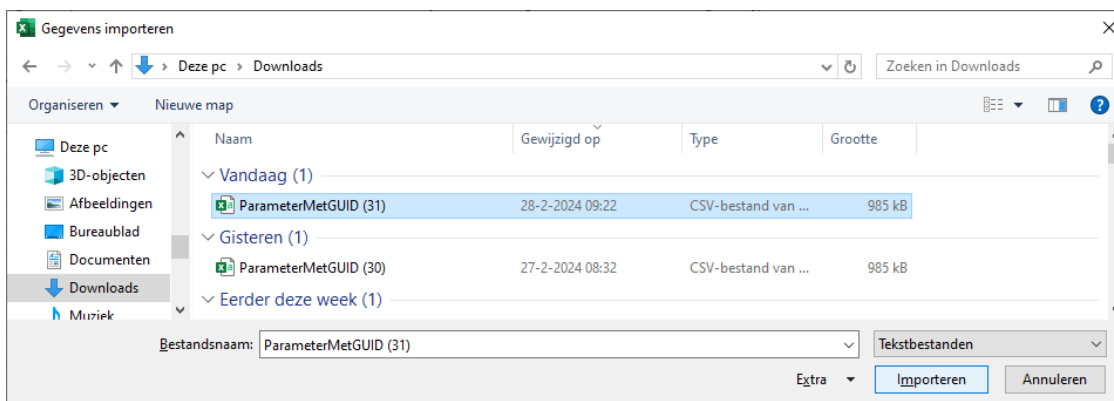 Gegevens importeren
Deze pc > Downloads
Zoeken in Downloads
Organiseren
Nieuwe map
Naam
Gewijzigd op
Type
Grootte
Deze pc
3D-objecten
Afbeeldingen
Bureaublad
Documenten
Downloads
Muziek
Vandaag (1)
ParameterMetGUID (31) 28-2-2024 09:22 CSV-bestand van ... 985 kB
Gisteren (1)
ParameterMetGUID (30) 27-2-2024 08:32 CSV-bestand van ... 985 kB
Eerder deze week (1)
Bestandsnaam: ParameterMetGUID (31)
Tekstbestanden
Extra
Importeren
Annuleren